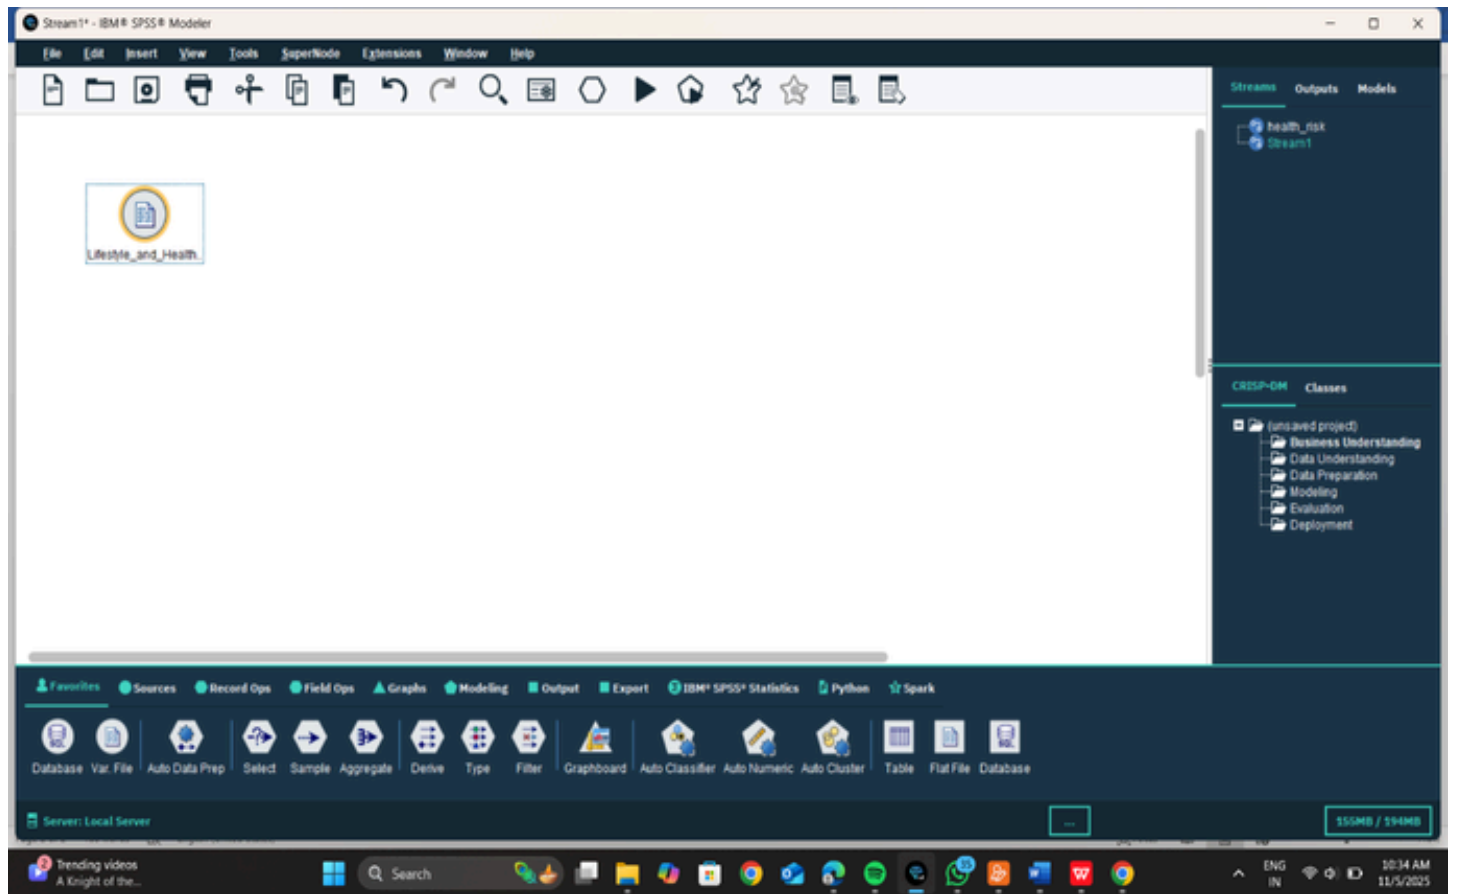 Stream1* - IBM® SPSS® Modeler
File Edit Insert View Tools SuperNode Extensions Window Help
Streams Outputs Models
health_risk
Stream1
Lifestyle_and_Health...
CRISP-DM Classes
(unsaved project)
Business Understanding
Data Understanding
Data Preparation
Modeling
Evaluation
Deployment
Favorites Sources Record Ops Field Ops Graphs Modeling Output Export IBM® SPSS® Statistics Python Spark
Database Var. File Auto Data Prep Select Sample Aggregate Derive Type Filter Graphboard Auto Classifier Auto Numeric Auto Cluster Table Flat File Database
Server: Local Server ... 155MB / 194MB
2 Trending videos
A Knight of the...
Search
ENG
IN
10:34 AM
11/5/2025